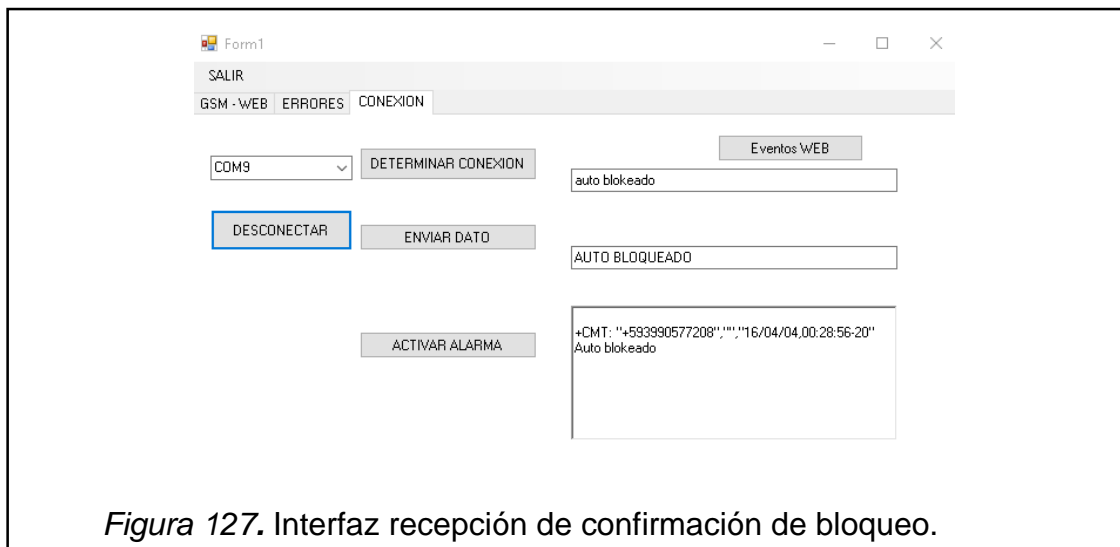 Form1
SALIR
GSM - WEB ERRORES CONEXION
Eventos WEB
COM9 DETERMINAR CONEXION
auto blokeado
DESCONECTAR ENVIAR DATO
AUTO BLOQUEADO
ACTIVAR ALARMA
+CMT: "+593990577208","","16/04/04,00:28:56-20"
Auto blokeado
Figura 127. Interfaz recepción de confirmación de bloqueo.